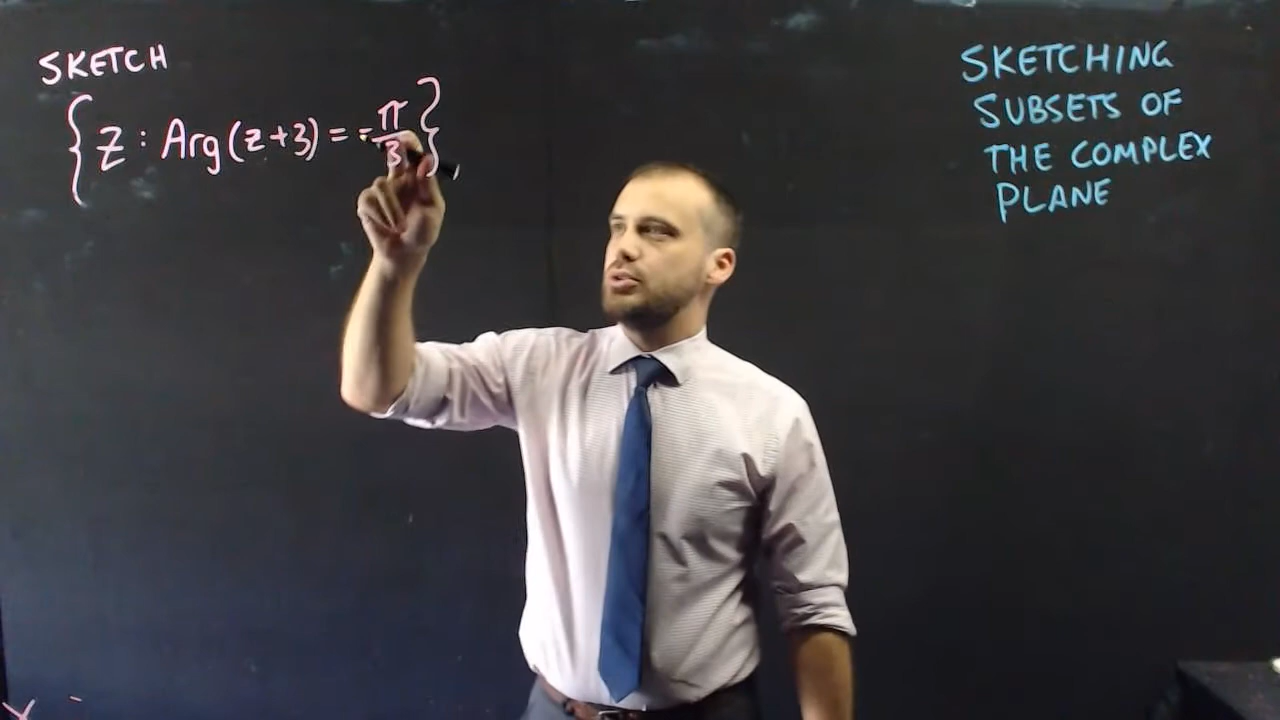 SKETCH
{z : Arg(z+3) = -π/3}
SKETCHING
SUBSETS OF
THE COMPLEX
PLANE